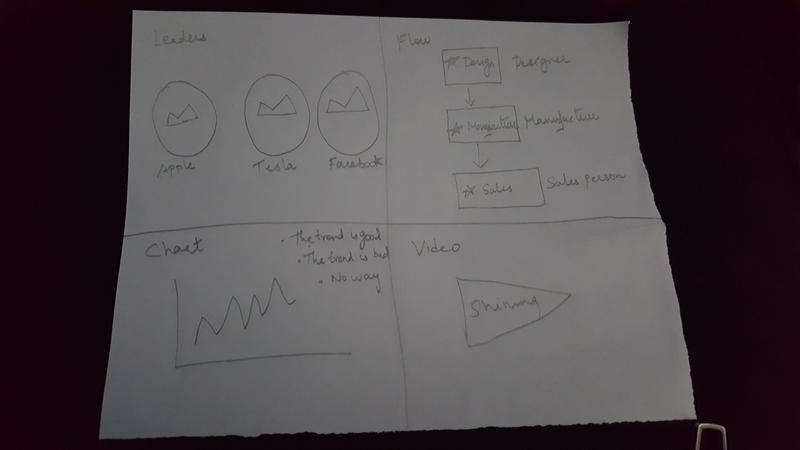 Leaders
Apple
Tesla
Facebook
Flow
Design Designer
Manufacture
Sales Sales person
Chart
• The trend is good
• The trend is bad
• No way
Video
Shining